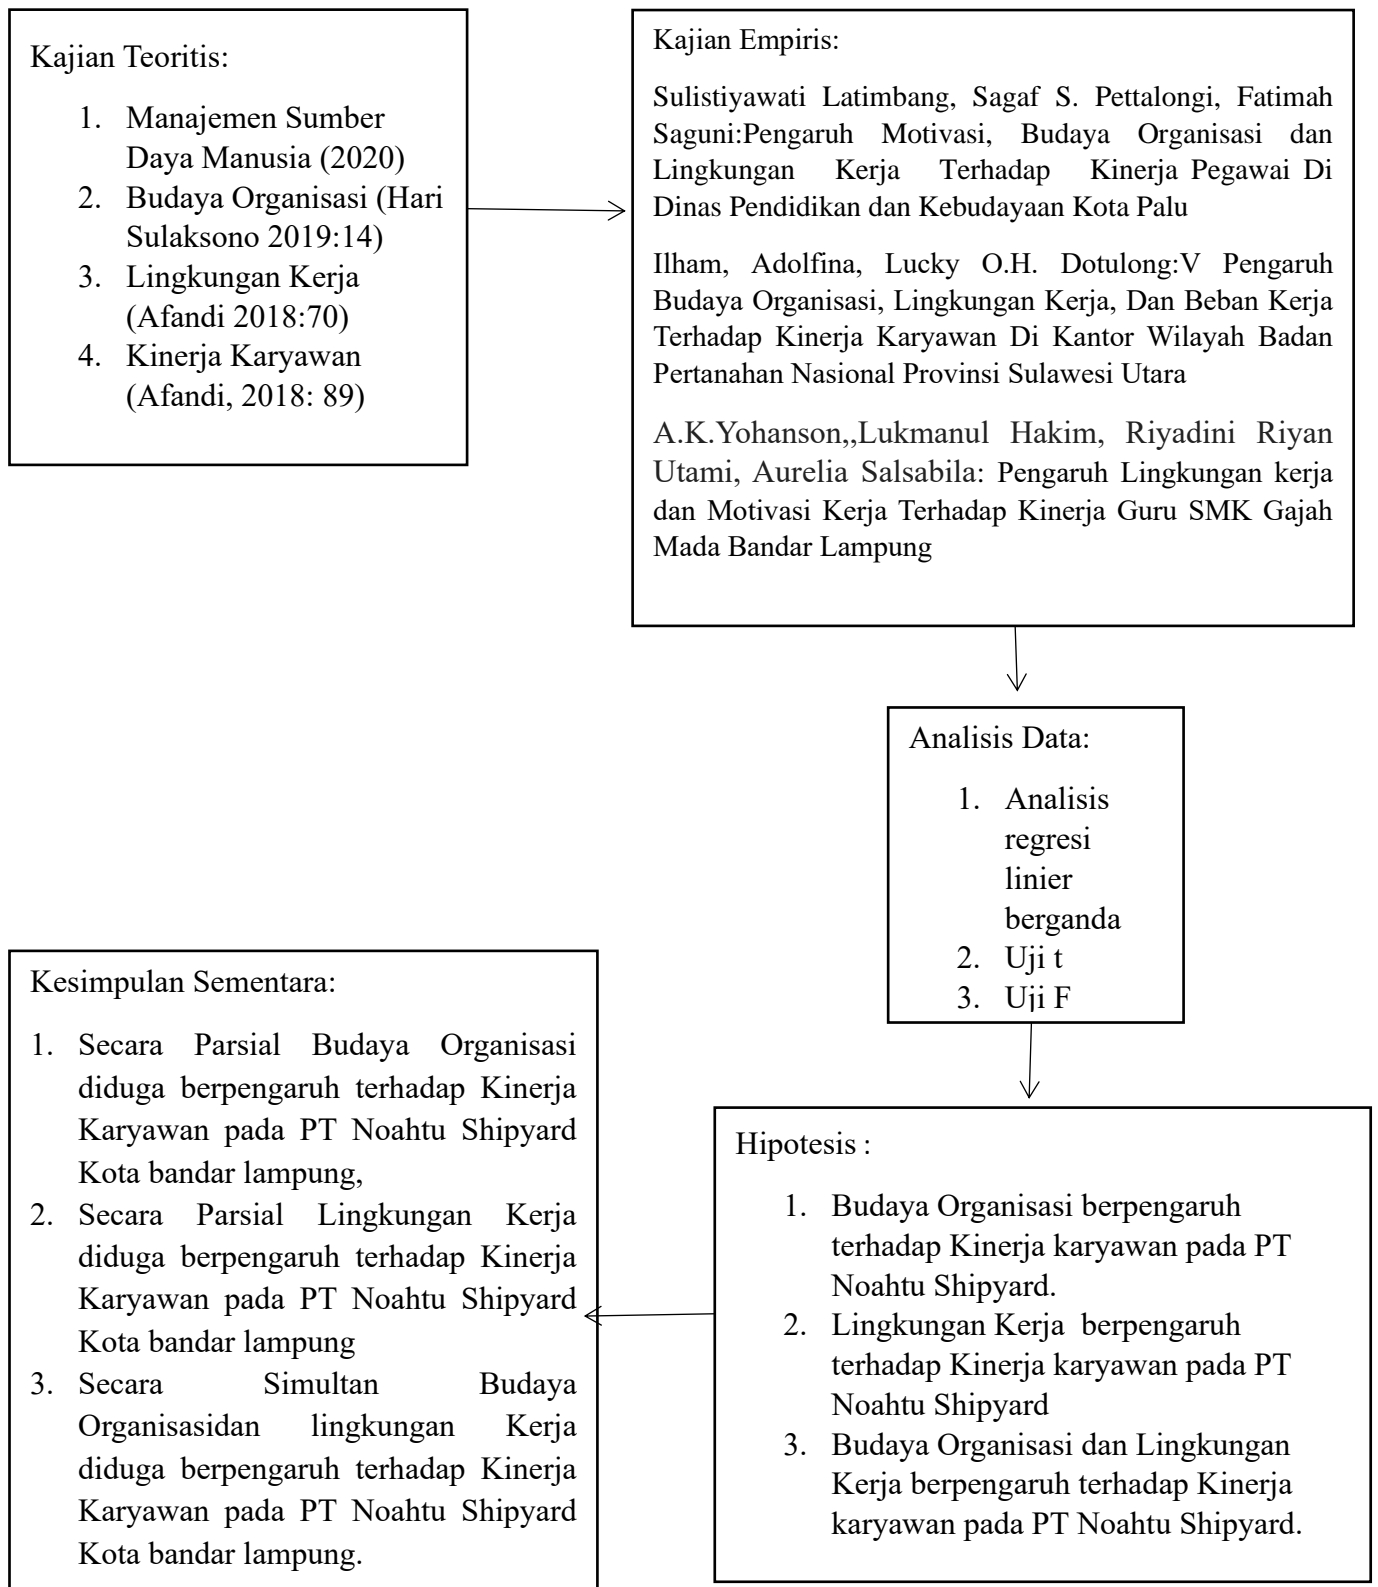 Kajian Teoritis:
1. Manajemen Sumber
Daya Manusia (2020)
2. Budaya Organisasi (Hari
Sulaksono 2019:14)
3. Lingkungan Kerja
(Afandi 2018:70)
4. Kinerja Karyawan
(Afandi, 2018: 89)
Kajian Empiris:
Sulistiyawati Latimbang, Sagaf S. Pettalongi, Fatimah
Saguni:Pengaruh Motivasi, Budaya Organisasi dan
Lingkungan Kerja Terhadap Kinerja Pegawai Di
Dinas Pendidikan dan Kebudayaan Kota Palu
Ilham, Adolfina, Lucky O.H. Dotulong:V Pengaruh
Budaya Organisasi, Lingkungan Kerja, Dan Beban Kerja
Terhadap Kinerja Karyawan Di Kantor Wilayah Badan
Pertanahan Nasional Provinsi Sulawesi Utara
A.K.Yohanson,,Lukmanul Hakim, Riyadini Riyan
Utami, Aurelia Salsabila: Pengaruh Lingkungan kerja
dan Motivasi Kerja Terhadap Kinerja Guru SMK Gajah
Mada Bandar Lampung
Analisis Data:
1. Analisis
regresi
linier
berganda
2. Uji t
3. Uji F
Hipotesis :
1. Budaya Organisasi berpengaruh
terhadap Kinerja karyawan pada PT
Noahtu Shipyard.
2. Lingkungan Kerja berpengaruh
terhadap Kinerja karyawan pada PT
Noahtu Shipyard
3. Budaya Organisasi dan Lingkungan
Kerja berpengaruh terhadap Kinerja
karyawan pada PT Noahtu Shipyard.
Kesimpulan Sementara:
1. Secara Parsial Budaya Organisasi
diduga berpengaruh terhadap Kinerja
Karyawan pada PT Noahtu Shipyard
Kota bandar lampung,
2. Secara Parsial Lingkungan Kerja
diduga berpengaruh terhadap Kinerja
Karyawan pada PT Noahtu Shipyard
Kota bandar lampung
3. Secara Simultan Budaya
Organisasidan lingkungan Kerja
diduga berpengaruh terhadap Kinerja
Karyawan pada PT Noahtu Shipyard
Kota bandar lampung.